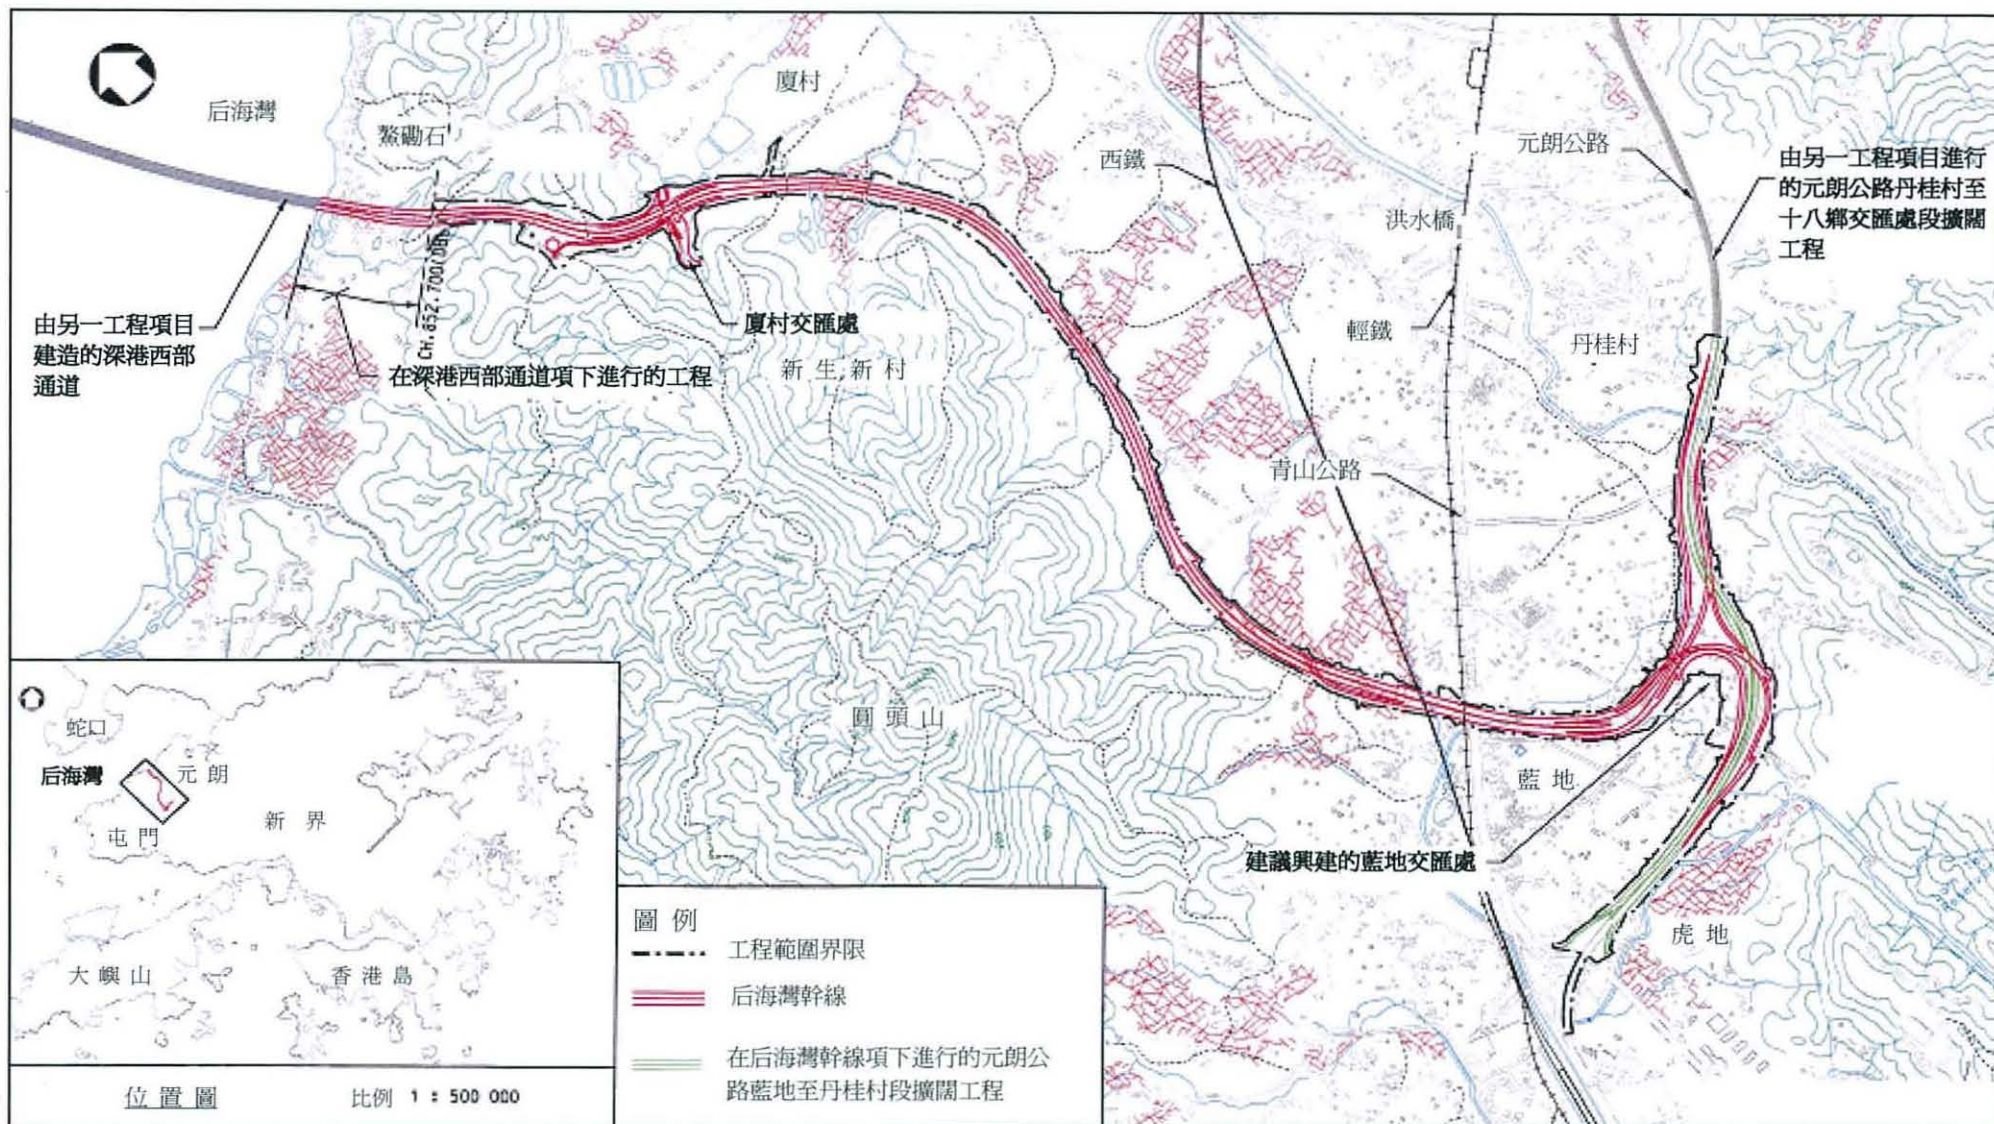 后海灣
鰲磡石
廈村
西鐵
元朗公路
由另一工程項目進行
的元朗公路丹桂村至
十八鄉交匯處段擴闊
工程
洪水橋
由另一工程項目
建造的深港西部
通道
CH.852.700(DB)
在深港西部通道項下進行的工程
廈村交匯處
新生新村
輕鐵
丹桂村
青山公路
圓頭山
藍地
建議興建的藍地交匯處
虎地
蛇口
后海灣
元朗
屯門
新界
大嶼山
香港島
位置圖
比例 1 : 500 000
圖例
工程範圍界限
后海灣幹線
在后海灣幹線項下進行的元朗公
路藍地至丹桂村段擴闊工程